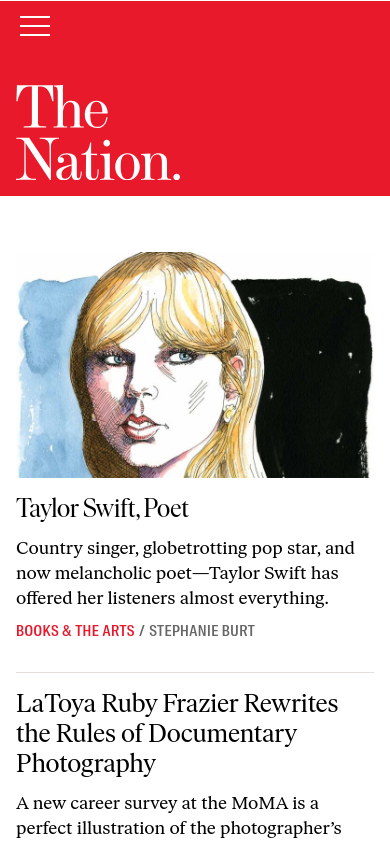 The
Nation.
Taylor Swift, Poet
Country singer, globetrotting pop star, and
now melancholic poet—Taylor Swift has
offered her listeners almost everything.
BOOKS & THE ARTS / STEPHANIE BURT
LaToya Ruby Frazier Rewrites
the Rules of Documentary
Photography
A new career survey at the MoMA is a
perfect illustration of the photographer’s